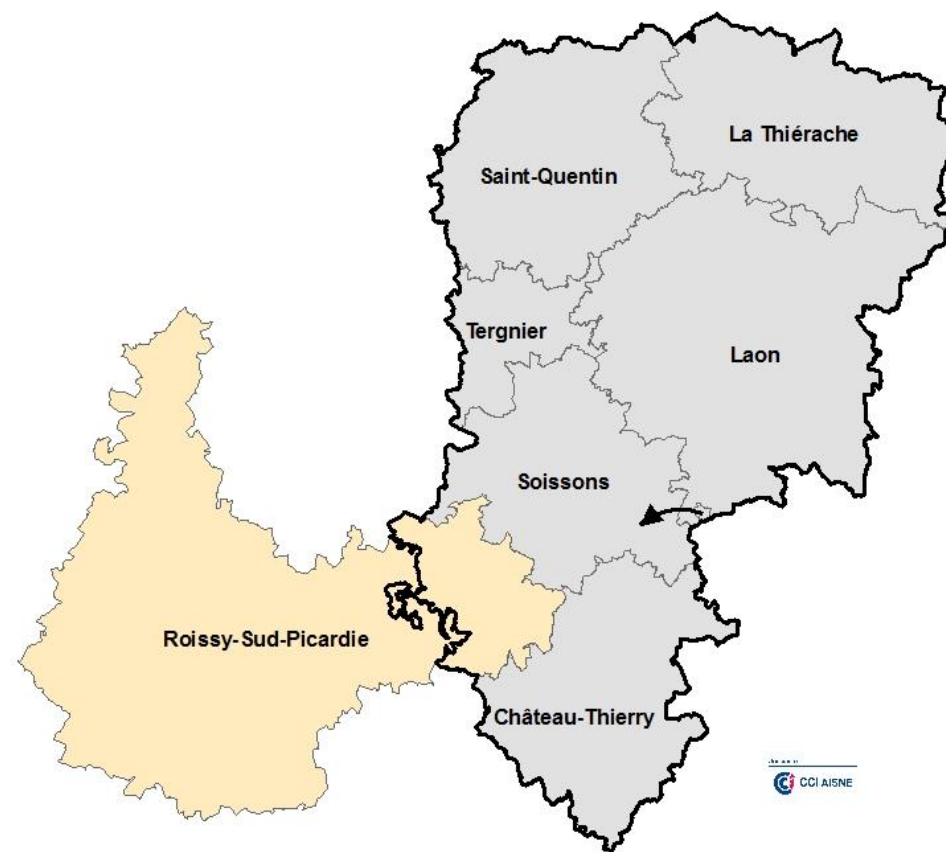 La Thiérache
Saint-Quentin
Tergnier
Laon
Soissons
Roissy-Sud-Picardie
Château-Thierry
CCI AISNE